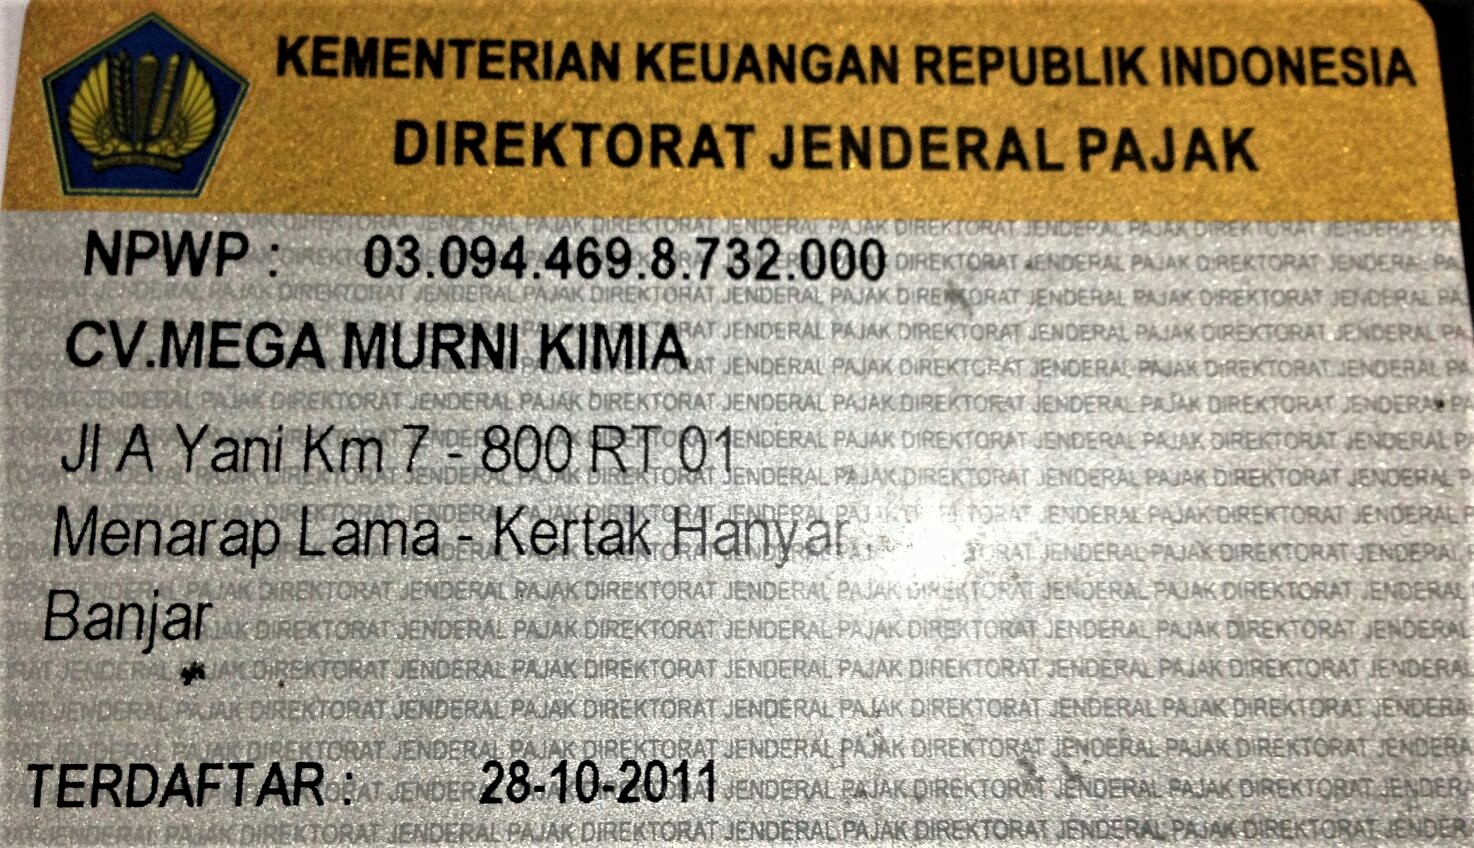 KEMENTERIAN KEUANGAN REPUBLIK INDONESIA
DIREKTORAT JENDERAL PAJAK
NPWP : 03.094.469.8.732.000
CV.MEGA MURNI KIMIA
Jl A Yani Km 7 - 800 RT 01
Menarap Lama - Kertak Hanyar
Banjar
TERDAFTAR : 28-10-2011